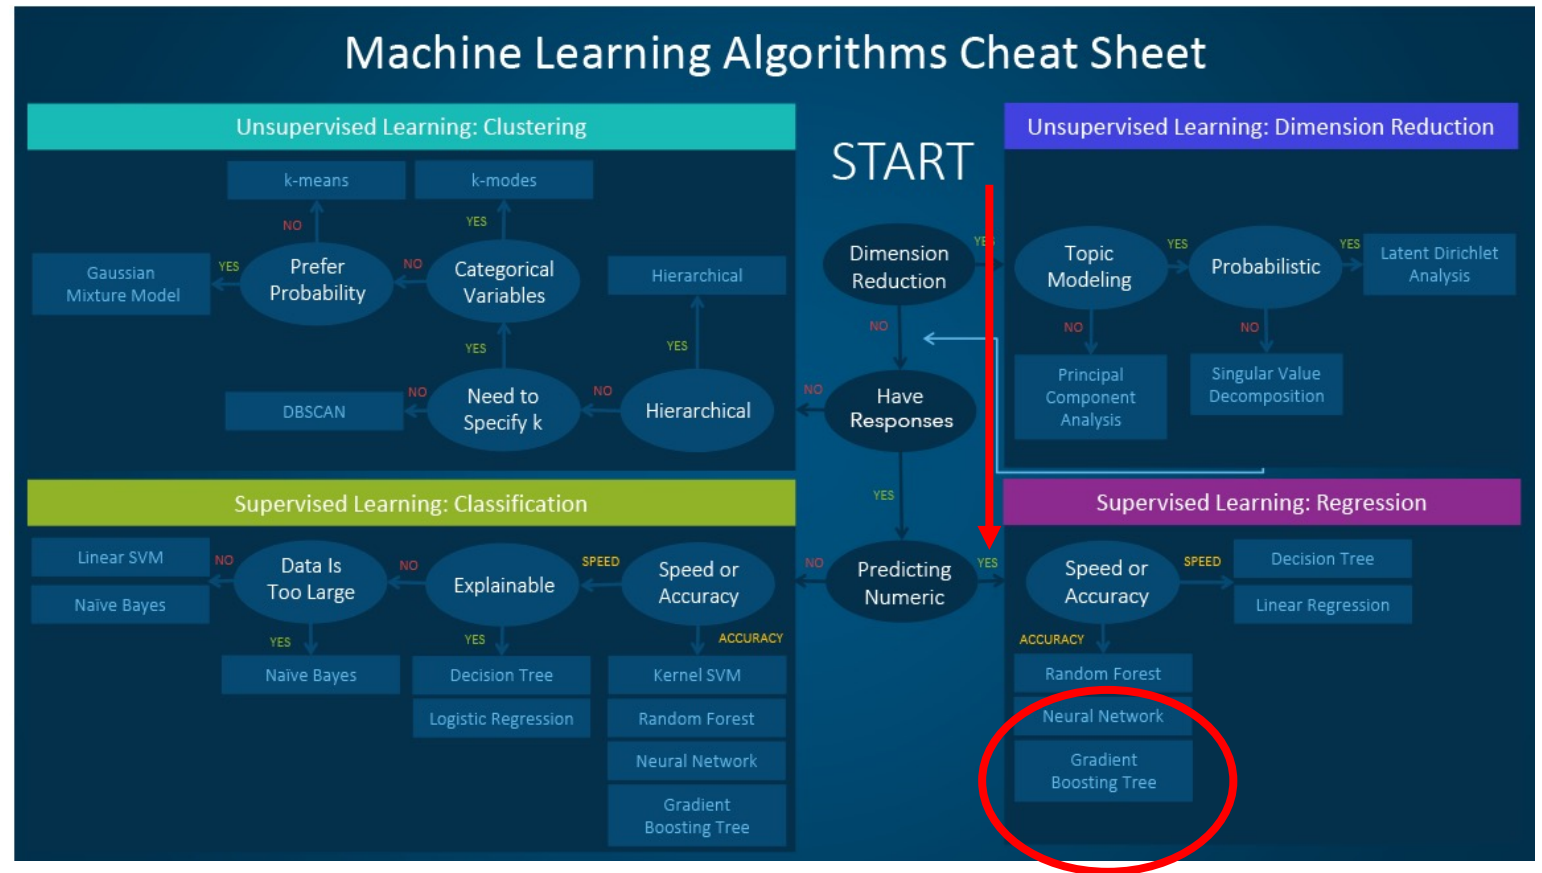 Machine Learning Algorithms Cheat Sheet
Unsupervised Learning: Clustering
k-means
k-modes
NO
YES
Gaussian
Mixture Model
YES
Prefer
Probability
NO
Categorical
Variables
Hierarchical
YES
YES
DBSCAN
NO
Need to
Specify k
NO
Hierarchical
START
Dimension
Reduction
YES
NO
NO
Have
Responses
YES
NO
Predicting
Numeric
YES
Unsupervised Learning: Dimension Reduction
Topic
Modeling
YES
Probabilistic
YES
Latent Dirichlet
Analysis
NO
NO
Principal
Component
Analysis
Singular Value
Decomposition
Supervised Learning: Classification
Linear SVM
Naïve Bayes
NO
Data Is
Too Large
NO
Explainable
SPEED
Speed or
Accuracy
YES
YES
ACCURACY
Naïve Bayes
Decision Tree
Logistic Regression
Kernel SVM
Random Forest
Neural Network
Gradient
Boosting Tree
Supervised Learning: Regression
Speed or
Accuracy
SPEED
Decision Tree
Linear Regression
ACCURACY
Random Forest
Neural Network
Gradient
Boosting Tree